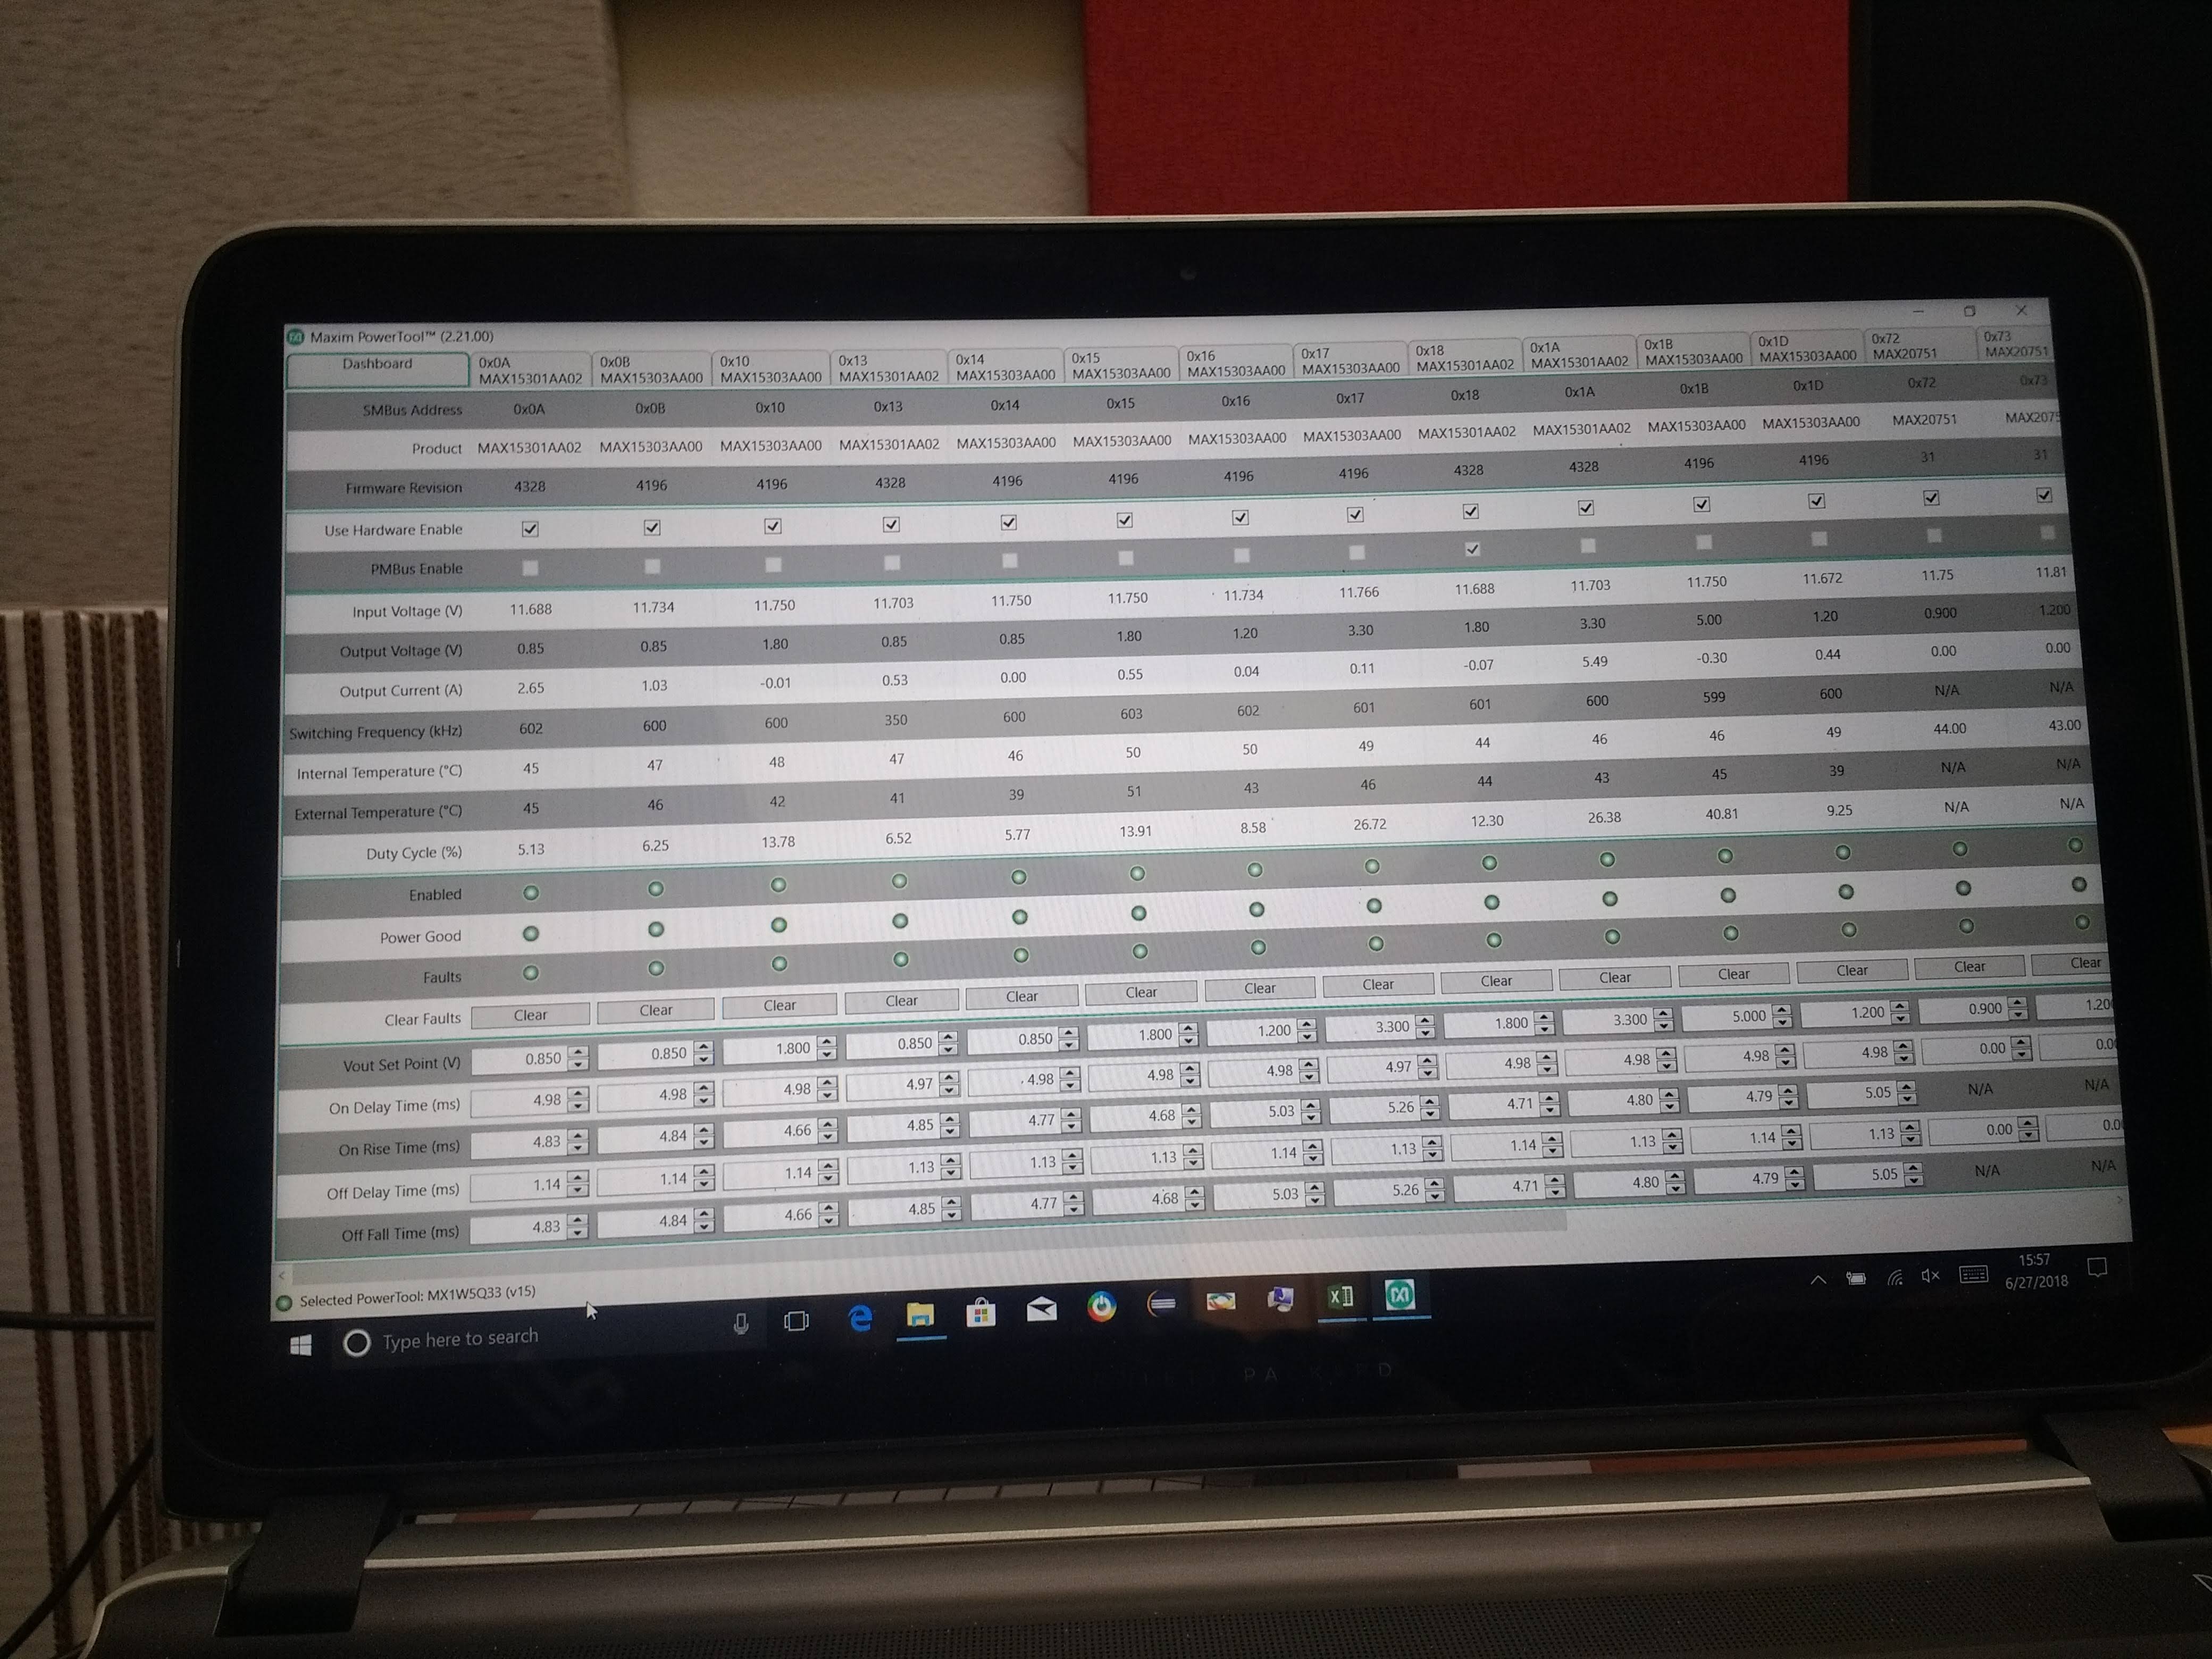 Maxim PowerTool™ (2.21.00)
Dashboard 0x0A 0x0B 0x10 0x13 0x14 0x15 0x16 0x17 0x18 0x1A 0x1B 0x1D 0x72 0x73
MAX15301AA02 MAX15303AA00 MAX15303AA00 MAX15301AA02 MAX15303AA00 MAX15303AA00 MAX15303AA00 MAX15303AA00 MAX15301AA02 MAX15301AA02 MAX15303AA00 MAX15303AA00 MAX20751 MAX20751
SMBus Address 0x0A 0x0B 0x10 0x13 0x14 0x15 0x16 0x17 0x18 0x1A 0x1B 0x1D 0x72 0x73
Product MAX15301AA02 MAX15303AA00 MAX15303AA00 MAX15301AA02 MAX15303AA00 MAX15303AA00 MAX15303AA00 MAX15303AA00 MAX15301AA02 MAX15301AA02 MAX15303AA00 MAX15303AA00 MAX20751 MAX2075
Firmware Revision 4328 4196 4196 4328 4196 4196 4196 4196 4328 4328 4196 4196 31 31
Use Hardware Enable
PMBus Enable
Input Voltage (V) 11.688 11.734 11.750 11.703 11.750 11.750 11.734 11.766 11.688 11.703 11.750 11.672 11.75 11.81
Output Voltage (V) 0.85 0.85 1.80 0.85 0.85 1.80 1.20 3.30 1.80 3.30 5.00 1.20 0.900 1.200
Output Current (A) 2.65 1.03 -0.01 0.53 0.00 0.55 0.04 0.11 -0.07 5.49 -0.30 0.44 0.00 0.00
Switching Frequency (kHz) 602 600 600 350 600 603 602 601 601 600 599 600 N/A N/A
Internal Temperature (°C) 45 47 48 47 46 50 50 49 44 46 46 49 44.00 43.00
External Temperature (°C) 45 46 42 41 39 51 43 46 44 43 45 39 N/A N/A
Duty Cycle (%) 5.13 6.25 13.78 6.52 5.77 13.91 8.58 26.72 12.30 26.38 40.81 9.25 N/A N/A
Enabled
Power Good
Faults
Clear Faults Clear Clear Clear Clear Clear Clear Clear Clear Clear Clear Clear Clear Clear Clear
Vout Set Point (V) 0.850 0.850 1.800 0.850 0.850 1.800 1.200 3.300 1.800 3.300 5.000 1.200 0.900 1.200
On Delay Time (ms) 4.98 4.98 4.98 4.97 4.98 4.98 4.98 4.97 4.98 4.98 4.98 4.98 0.00 0.0
On Rise Time (ms) 4.83 4.84 4.66 4.85 4.77 4.68 5.03 5.26 4.71 4.80 4.79 5.05 N/A N/A
Off Delay Time (ms) 1.14 1.14 1.14 1.13 1.13 1.13 1.14 1.13 1.14 1.13 1.14 1.13 0.00 0.0
Off Fall Time (ms) 4.83 4.84 4.66 4.85 4.77 4.68 5.03 5.26 4.71 4.80 4.79 5.05 N/A N/A
Selected PowerTool: MX1W5Q33 (v15)
Type here to search
15:57
6/27/2018